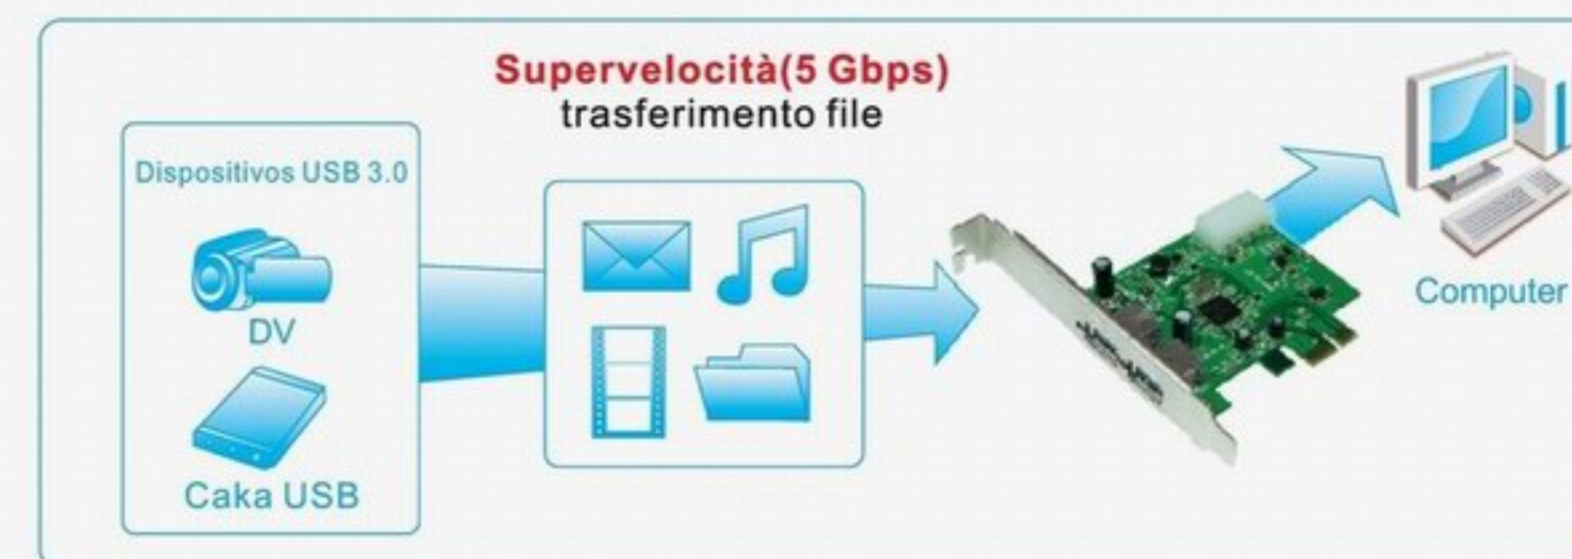 Supervelocità(5 Gbps)
trasferimento file
Dispositivos USB 3.0
DV
Caka USB
Computer